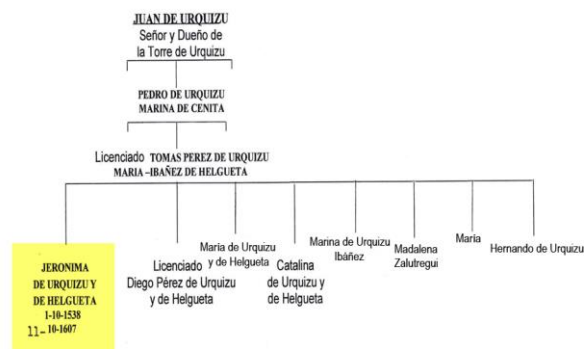 JUAN DE URQUIZU
Señor y Dueño de
la Torre de Urquizu
PEDRO DE URQUIZU
MARINA DE CENITA
Licenciado TOMAS PEREZ DE URQUIZU
MARIA –IBAÑEZ DE HELGUETA
JERONIMA
DE URQUIZU Y
DE HELGUETA
1-10-1538
11-10-1607
Licenciado
Diego Pérez de Urquizu
y de Helgueta
Maria de Urquizu
y de Helgueta
Catalina
de Urquizu y
de Helgueta
Marina de Urquizu
Ibáñez
Madalena
Zalutregui
María
Hernando de Urquizu